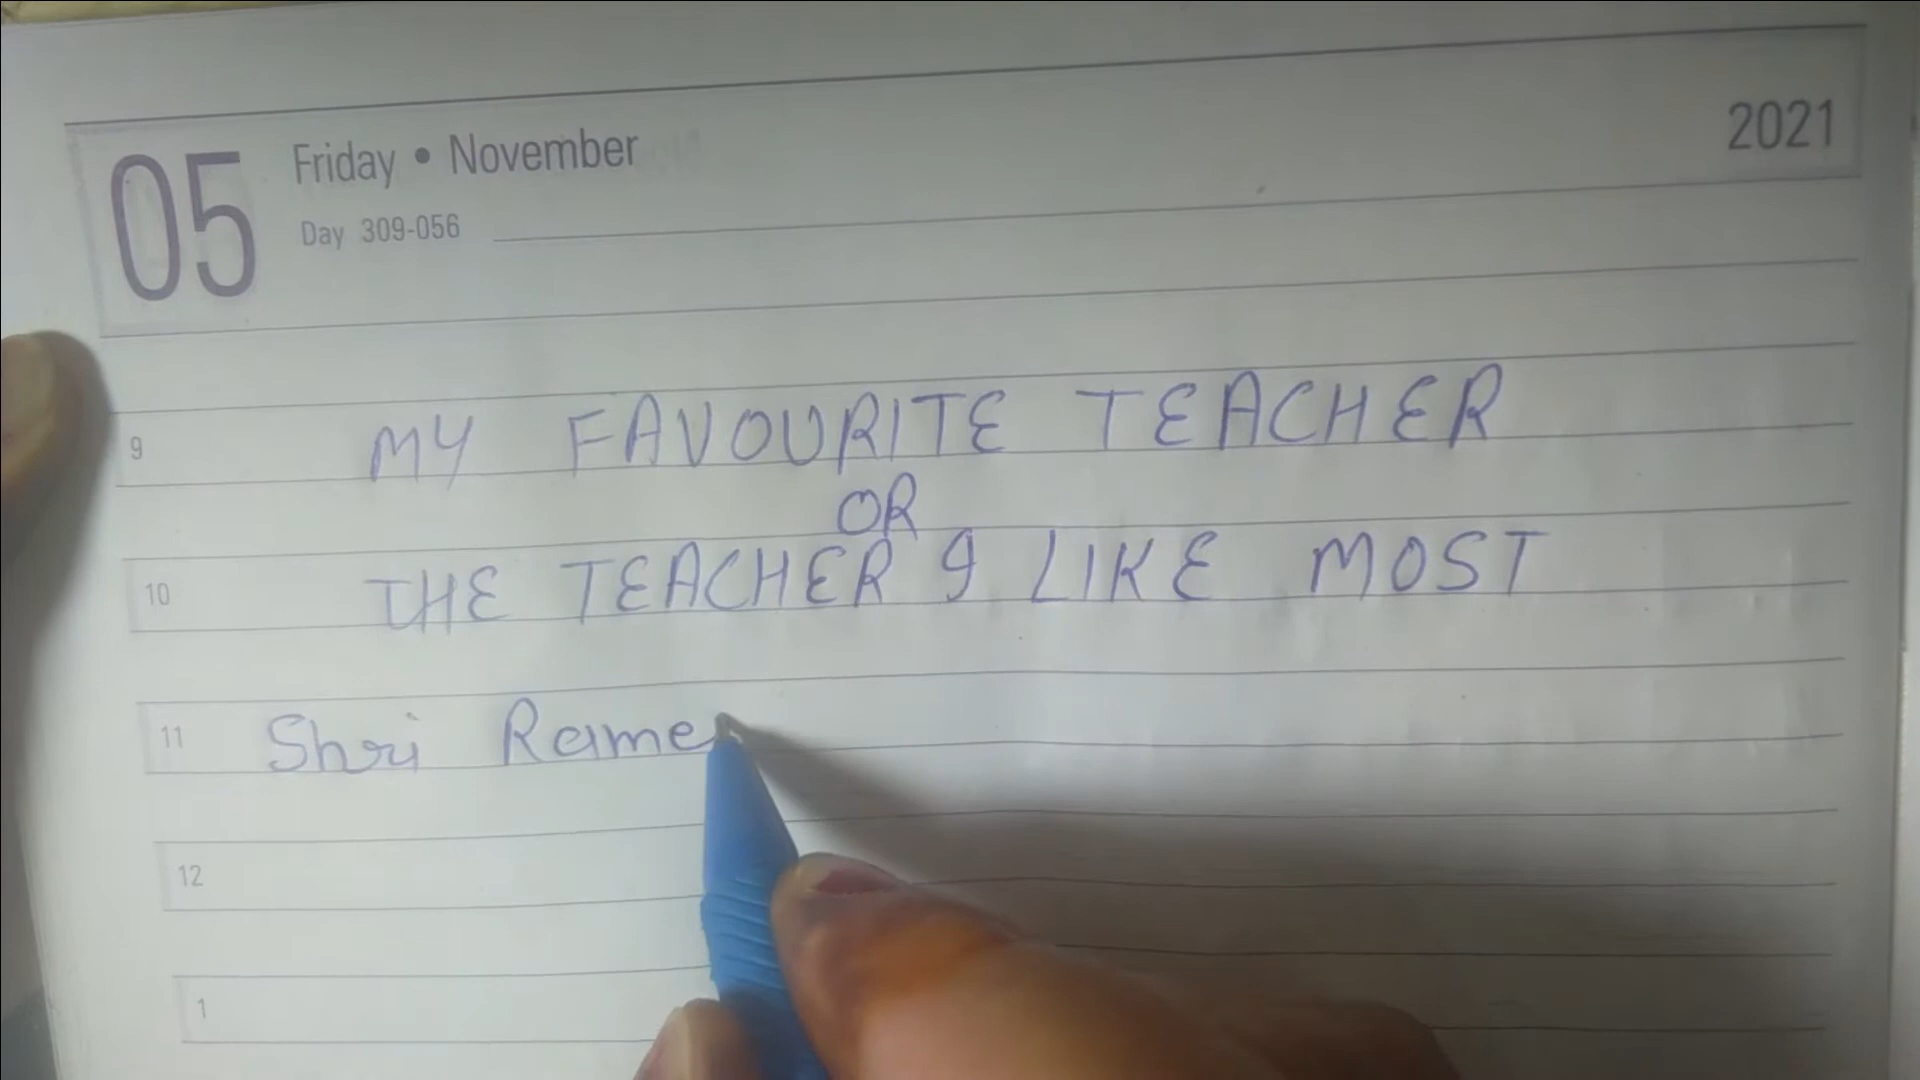 05 Friday • November 2021
Day 309-056
9 MY FAVOURITE TEACHER
OR
10 THE TEACHER I LIKE MOST
11 Shri Rame
12
1